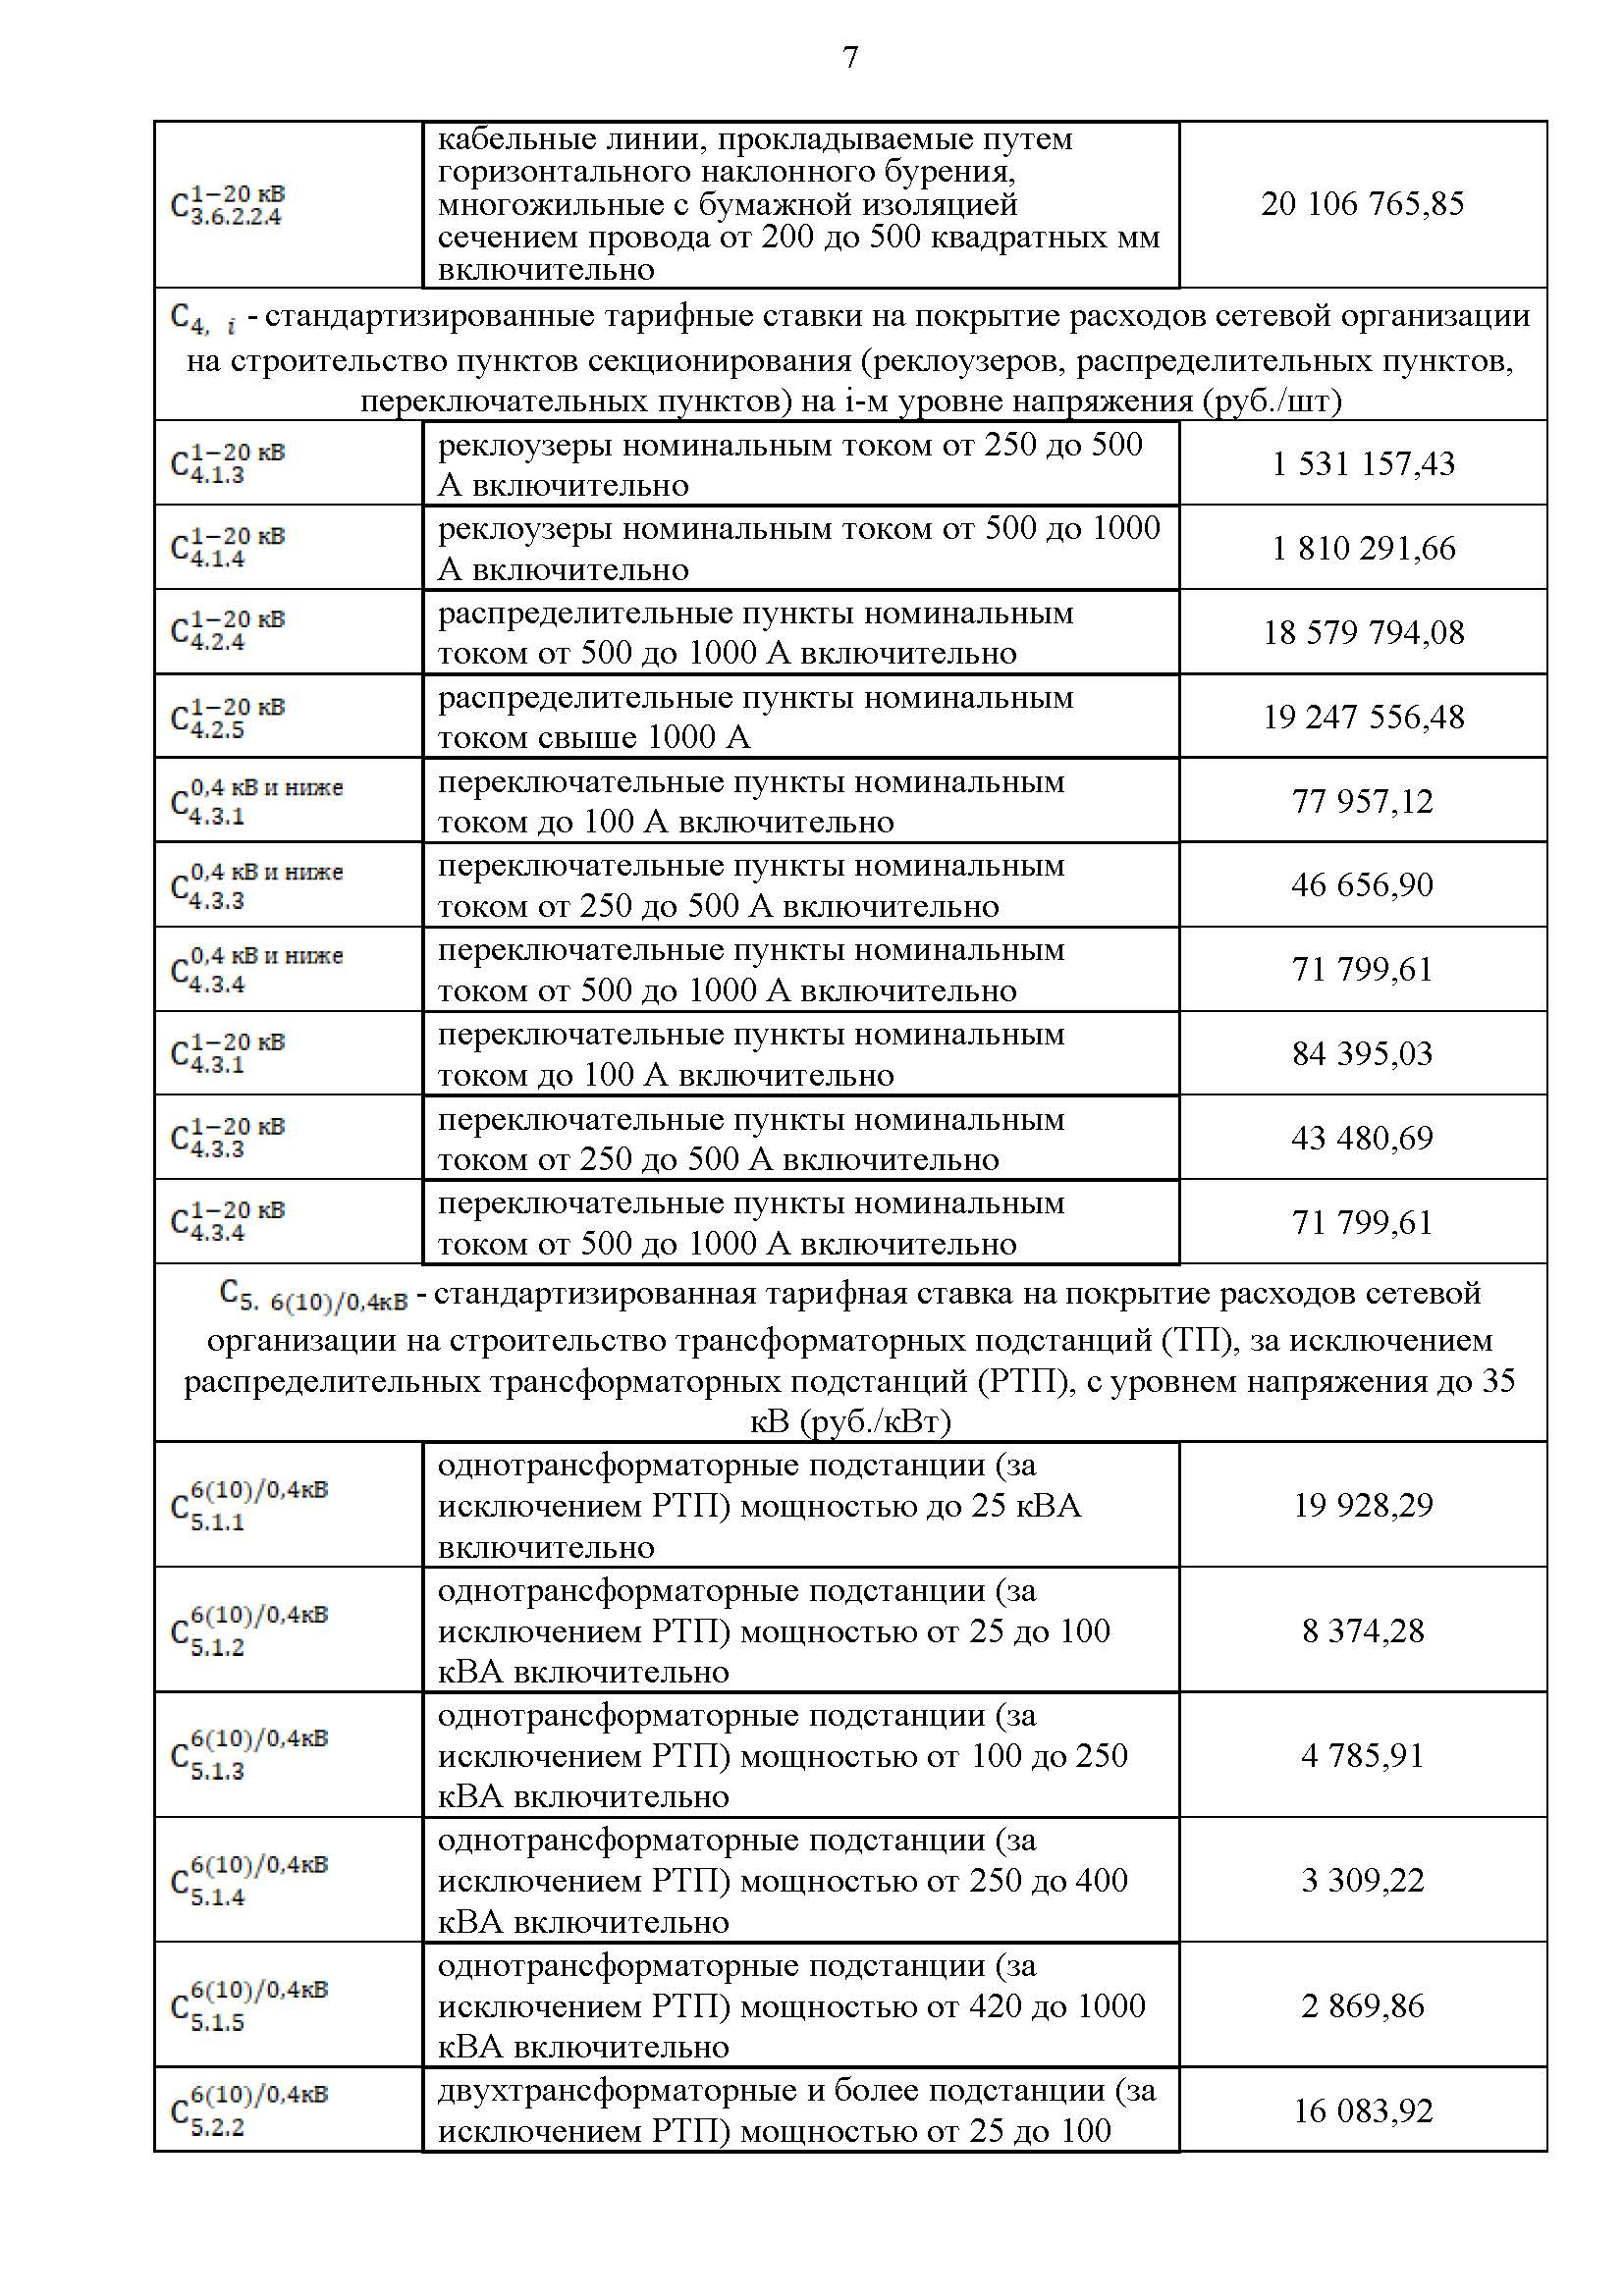 7
С 1−20 кВ 3.6.2.2.4
кабельные линии, прокладываемые путем
горизонтального наклонного бурения,
многожильные с бумажной изоляцией
сечением провода от 200 до 500 квадратных мм
включительно
20 106 765,85
С4, i - стандартизированные тарифные ставки на покрытие расходов сетевой организации
на строительство пунктов секционирования (реклоузеров, распределительных пунктов,
переключательных пунктов) на i-м уровне напряжения (руб./шт)
С 1−20 кВ 4.1.3
реклоузеры номинальным током от 250 до 500
А включительно
1 531 157,43
С 1−20 кВ 4.1.4
реклоузеры номинальным током от 500 до 1000
А включительно
1 810 291,66
С 1−20 кВ 4.2.4
распределительные пункты номинальным
током от 500 до 1000 А включительно
18 579 794,08
С 1−20 кВ 4.2.5
распределительные пункты номинальным
током свыше 1000 А
19 247 556,48
С 0,4 кВ и ниже 4.3.1
переключательные пункты номинальным
током до 100 А включительно
77 957,12
С 0,4 кВ и ниже 4.3.3
переключательные пункты номинальным
током от 250 до 500 А включительно
46 656,90
С 0,4 кВ и ниже 4.3.4
переключательные пункты номинальным
током от 500 до 1000 А включительно
71 799,61
С 1−20 кВ 4.3.1
переключательные пункты номинальным
током до 100 А включительно
84 395,03
С 1−20 кВ 4.3.3
переключательные пункты номинальным
током от 250 до 500 А включительно
43 480,69
С 1−20 кВ 4.3.4
переключательные пункты номинальным
током от 500 до 1000 А включительно
71 799,61
С5. 6(10)/0,4кВ - стандартизированная тарифная ставка на покрытие расходов сетевой
организации на строительство трансформаторных подстанций (ТП), за исключением
распределительных трансформаторных подстанций (РТП), с уровнем напряжения до 35
кВ (руб./кВт)
С 6(10)/0,4кВ 5.1.1
однотрансформаторные подстанции (за
исключением РТП) мощностью до 25 кВА
включительно
19 928,29
С 6(10)/0,4кВ 5.1.2
однотрансформаторные подстанции (за
исключением РТП) мощностью от 25 до 100
кВА включительно
8 374,28
С 6(10)/0,4кВ 5.1.3
однотрансформаторные подстанции (за
исключением РТП) мощностью от 100 до 250
кВА включительно
4 785,91
С 6(10)/0,4кВ 5.1.4
однотрансформаторные подстанции (за
исключением РТП) мощностью от 250 до 400
кВА включительно
3 309,22
С 6(10)/0,4кВ 5.1.5
однотрансформаторные подстанции (за
исключением РТП) мощностью от 420 до 1000
кВА включительно
2 869,86
С 6(10)/0,4кВ 5.2.2
двухтрансформаторные и более подстанции (за
исключением РТП) мощностью от 25 до 100
16 083,92